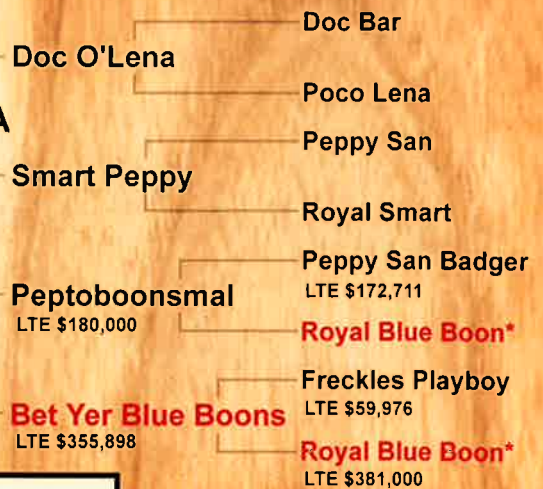 Doc Bar
Doc O'Lena
Poco Lena
A
Peppy San
Smart Peppy
Royal Smart
Peppy San Badger
LTE $172,711
Peptoboonsmal
LTE $180,000
Royal Blue Boon*
Freckles Playboy
LTE $59,976
Bet Yer Blue Boons
LTE $355,898
Royal Blue Boon*
LTE $381,000